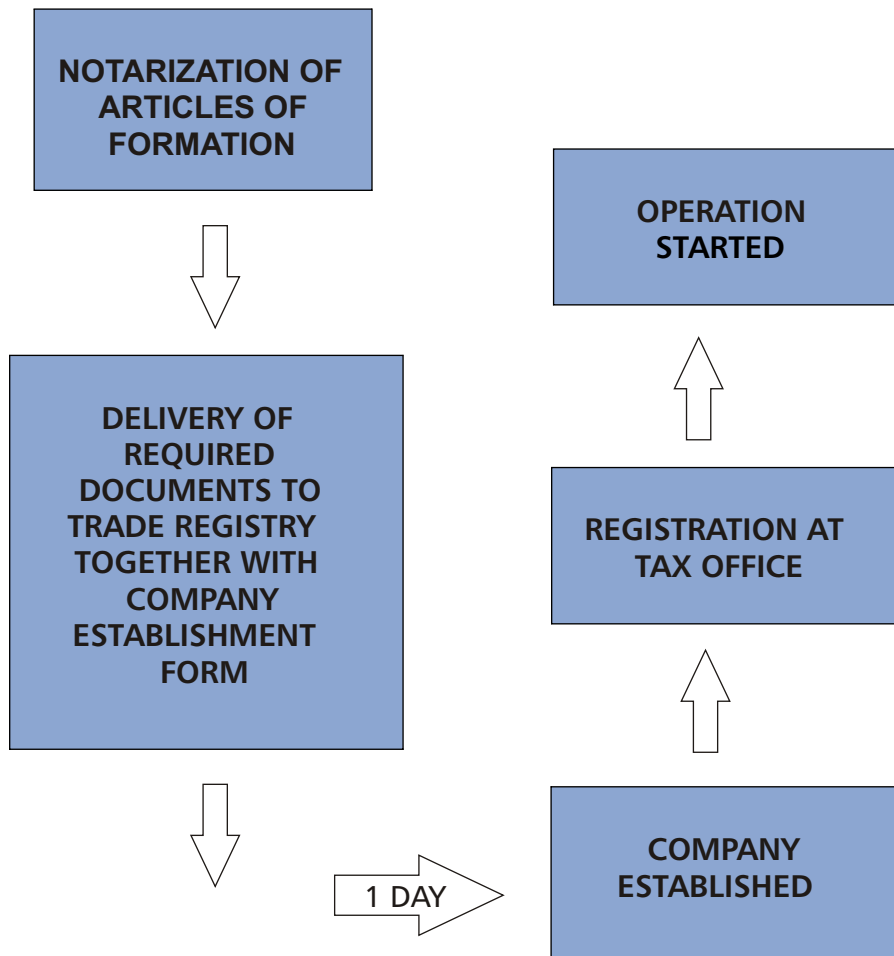 NOTARIZATION OF
ARTICLES OF
FORMATION
DELIVERY OF
REQUIRED
DOCUMENTS TO
TRADE REGISTRY
TOGETHER WITH
COMPANY
ESTABLISHMENT
FORM
1 DAY
COMPANY
ESTABLISHED
REGISTRATION AT
TAX OFFICE
OPERATION
STARTED